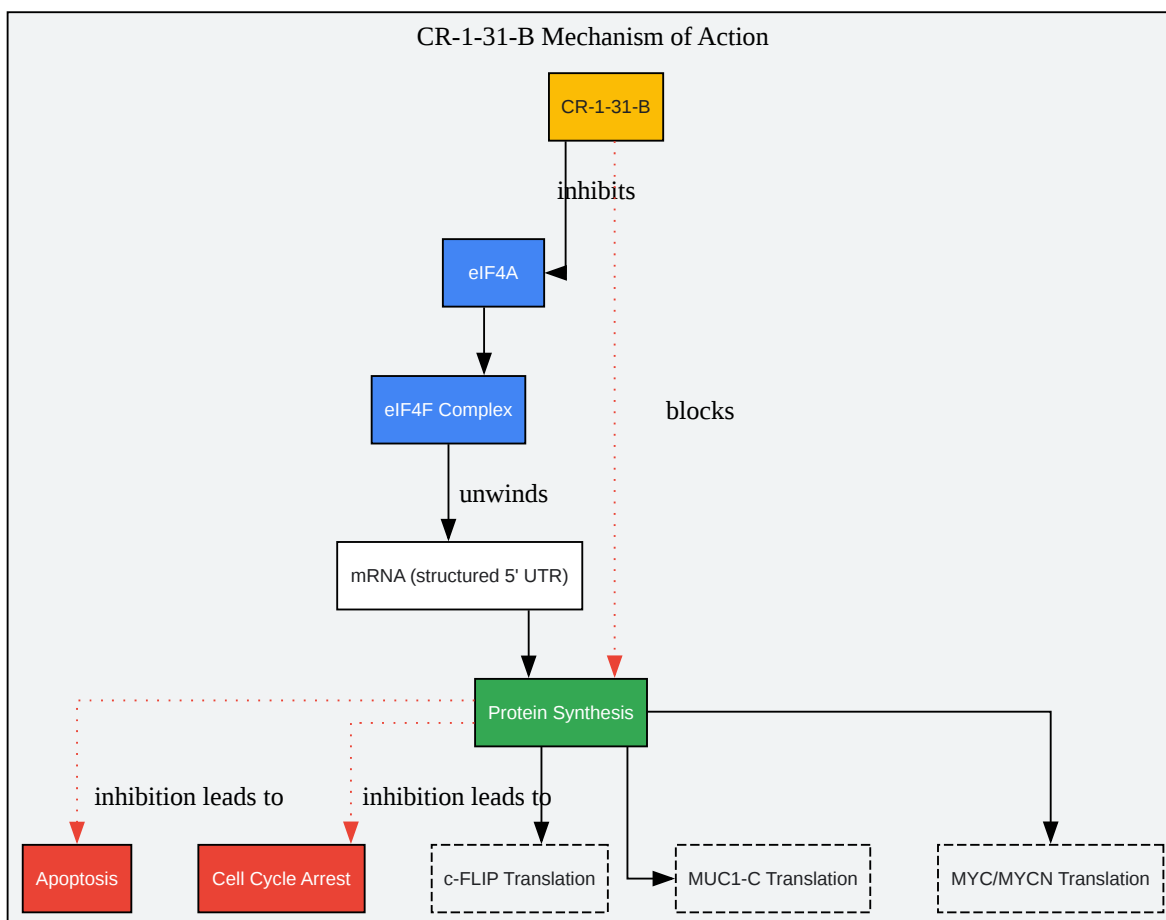 CR-1-31-B Mechanism of Action
CR-1-31-B
inhibits
eIF4A
eIF4F Complex
blocks
unwinds
mRNA (structured 5' UTR)
Protein Synthesis
inhibition leads to
inhibition leads to
Apoptosis
Cell Cycle Arrest
c-FLIP Translation
MUC1-C Translation
MYC/MYCN Translation